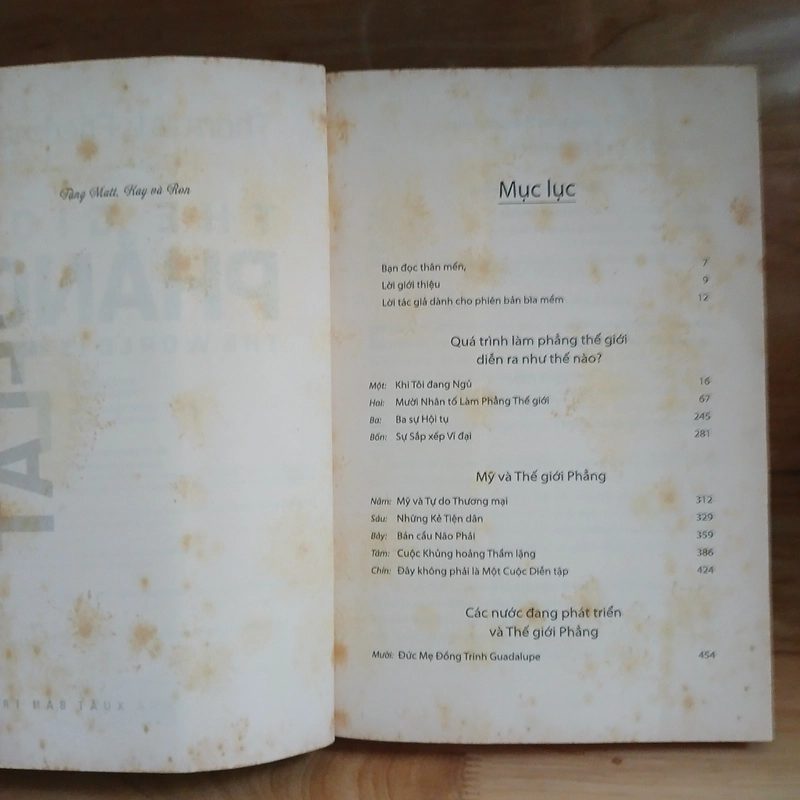 Tặng Matt, Kay và Ron
Mục lục
Bạn đọc thân mến, 7
Lời giới thiệu 9
Lời tác giả dành cho phiên bản bìa mềm 12
Quá trình làm phẳng thế giới
diễn ra như thế nào?
Một: Khi Tôi đang Ngủ 16
Hai: Mười Nhân tố Làm Phẳng Thế giới 67
Ba: Ba sự Hội tụ 245
Bốn: Sự Sắp xếp Vĩ đại 281
Mỹ và Thế giới Phẳng
Năm: Mỹ và Tự do Thương mại 312
Sáu: Những Kẻ Tiện dân 329
Bảy: Bán cầu Não Phải 359
Tám: Cuộc Khủng hoảng Thầm lặng 386
Chín: Đây không phải là Một Cuộc Diễn tập 424
Các nước đang phát triển
và Thế giới Phẳng
Mười: Đức Mẹ Đồng Trinh Guadalupe 454